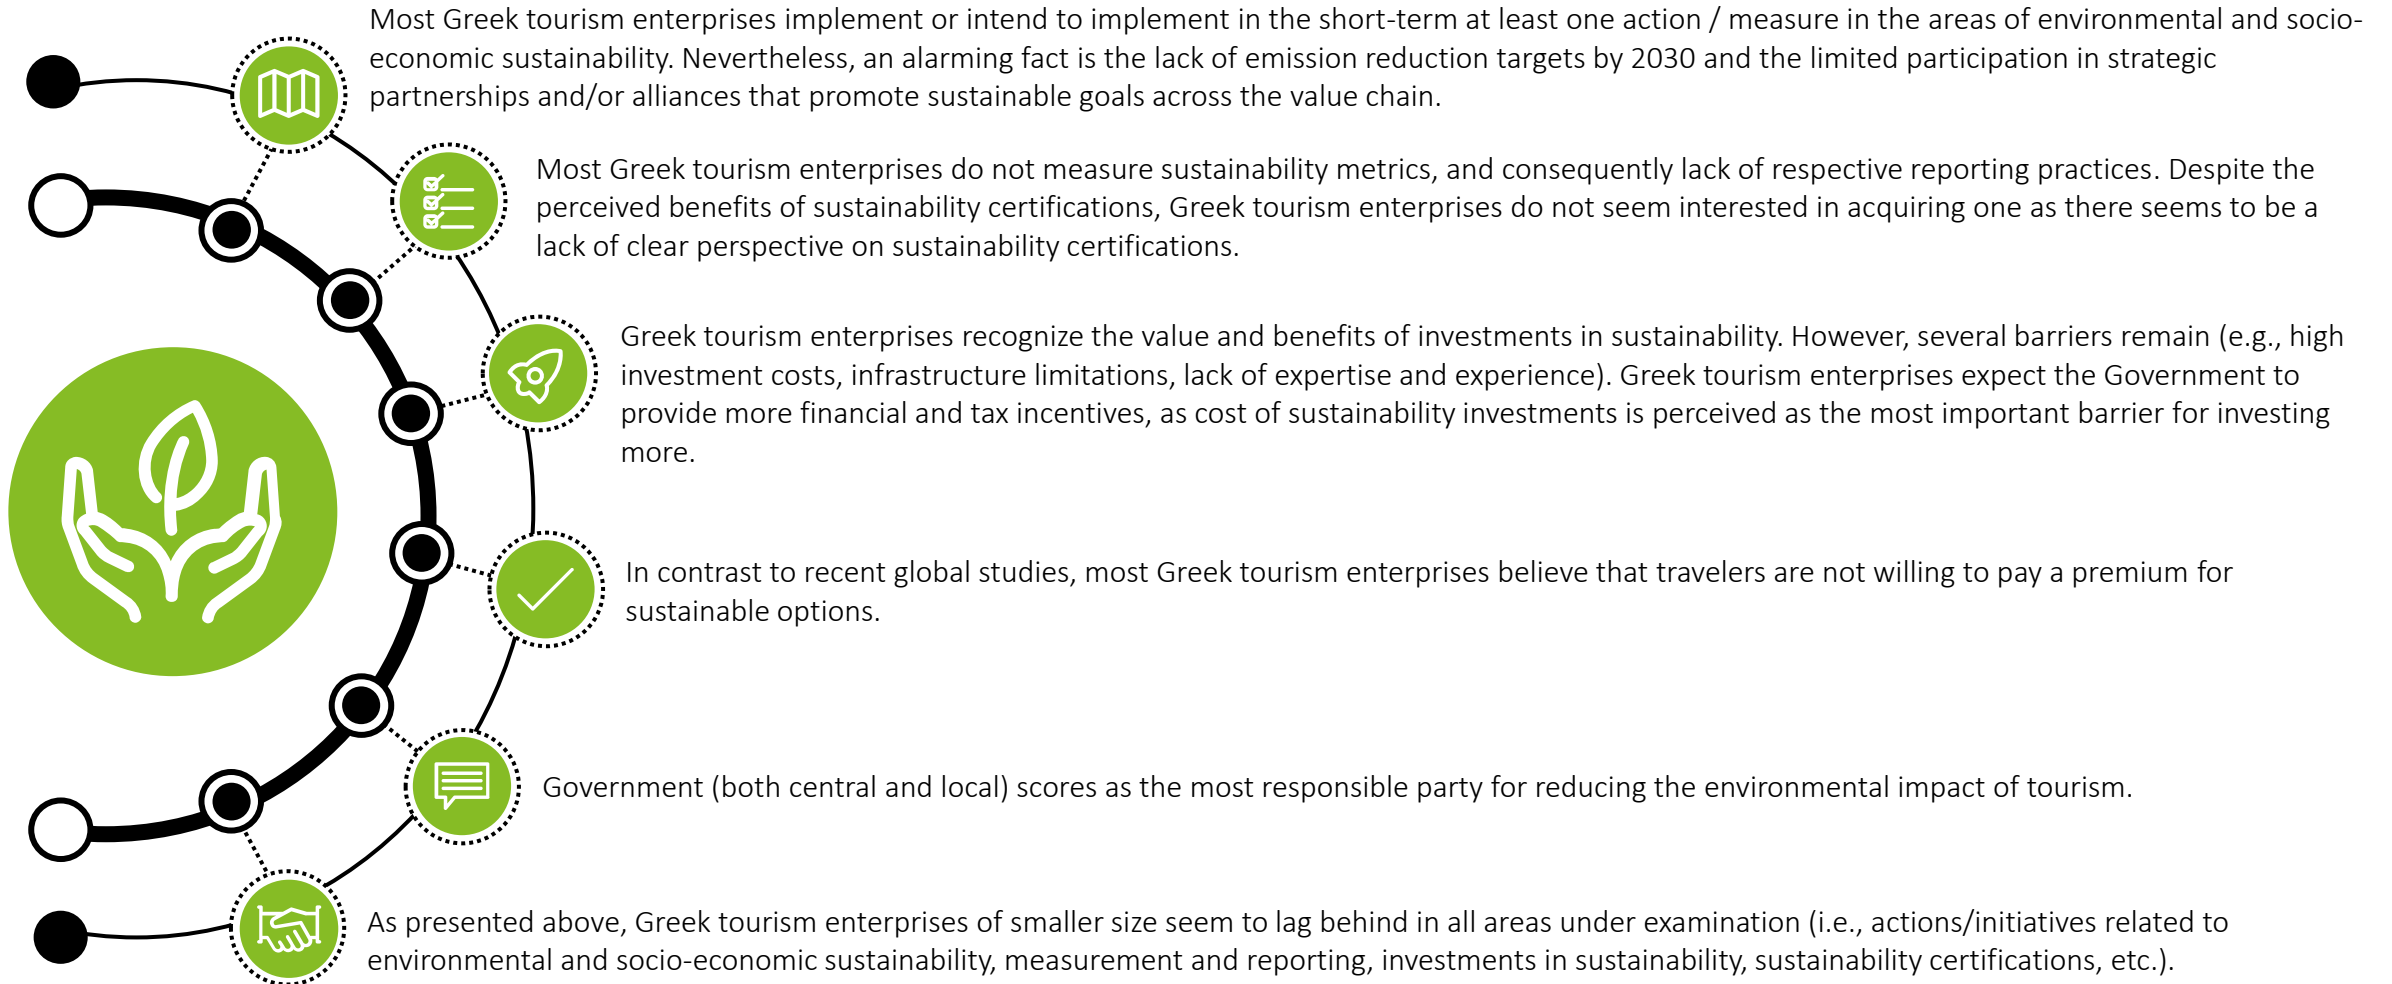 Most Greek tourism enterprises implement or intend to implement in the short-term at least one action / measure in the areas of environmental and socio-
economic sustainability. Nevertheless, an alarming fact is the lack of emission reduction targets by 2030 and the limited participation in strategic
partnerships and/or alliances that promote sustainable goals across the value chain.
Most Greek tourism enterprises do not measure sustainability metrics, and consequently lack of respective reporting practices. Despite the
perceived benefits of sustainability certifications, Greek tourism enterprises do not seem interested in acquiring one as there seems to be a
lack of clear perspective on sustainability certifications.
Greek tourism enterprises recognize the value and benefits of investments in sustainability. However, several barriers remain (e.g., high
investment costs, infrastructure limitations, lack of expertise and experience). Greek tourism enterprises expect the Government to
provide more financial and tax incentives, as cost of sustainability investments is perceived as the most important barrier for investing
more.
In contrast to recent global studies, most Greek tourism enterprises believe that travelers are not willing to pay a premium for
sustainable options.
Government (both central and local) scores as the most responsible party for reducing the environmental impact of tourism.
As presented above, Greek tourism enterprises of smaller size seem to lag behind in all areas under examination (i.e., actions/initiatives related to
environmental and socio-economic sustainability, measurement and reporting, investments in sustainability, sustainability certifications, etc.).